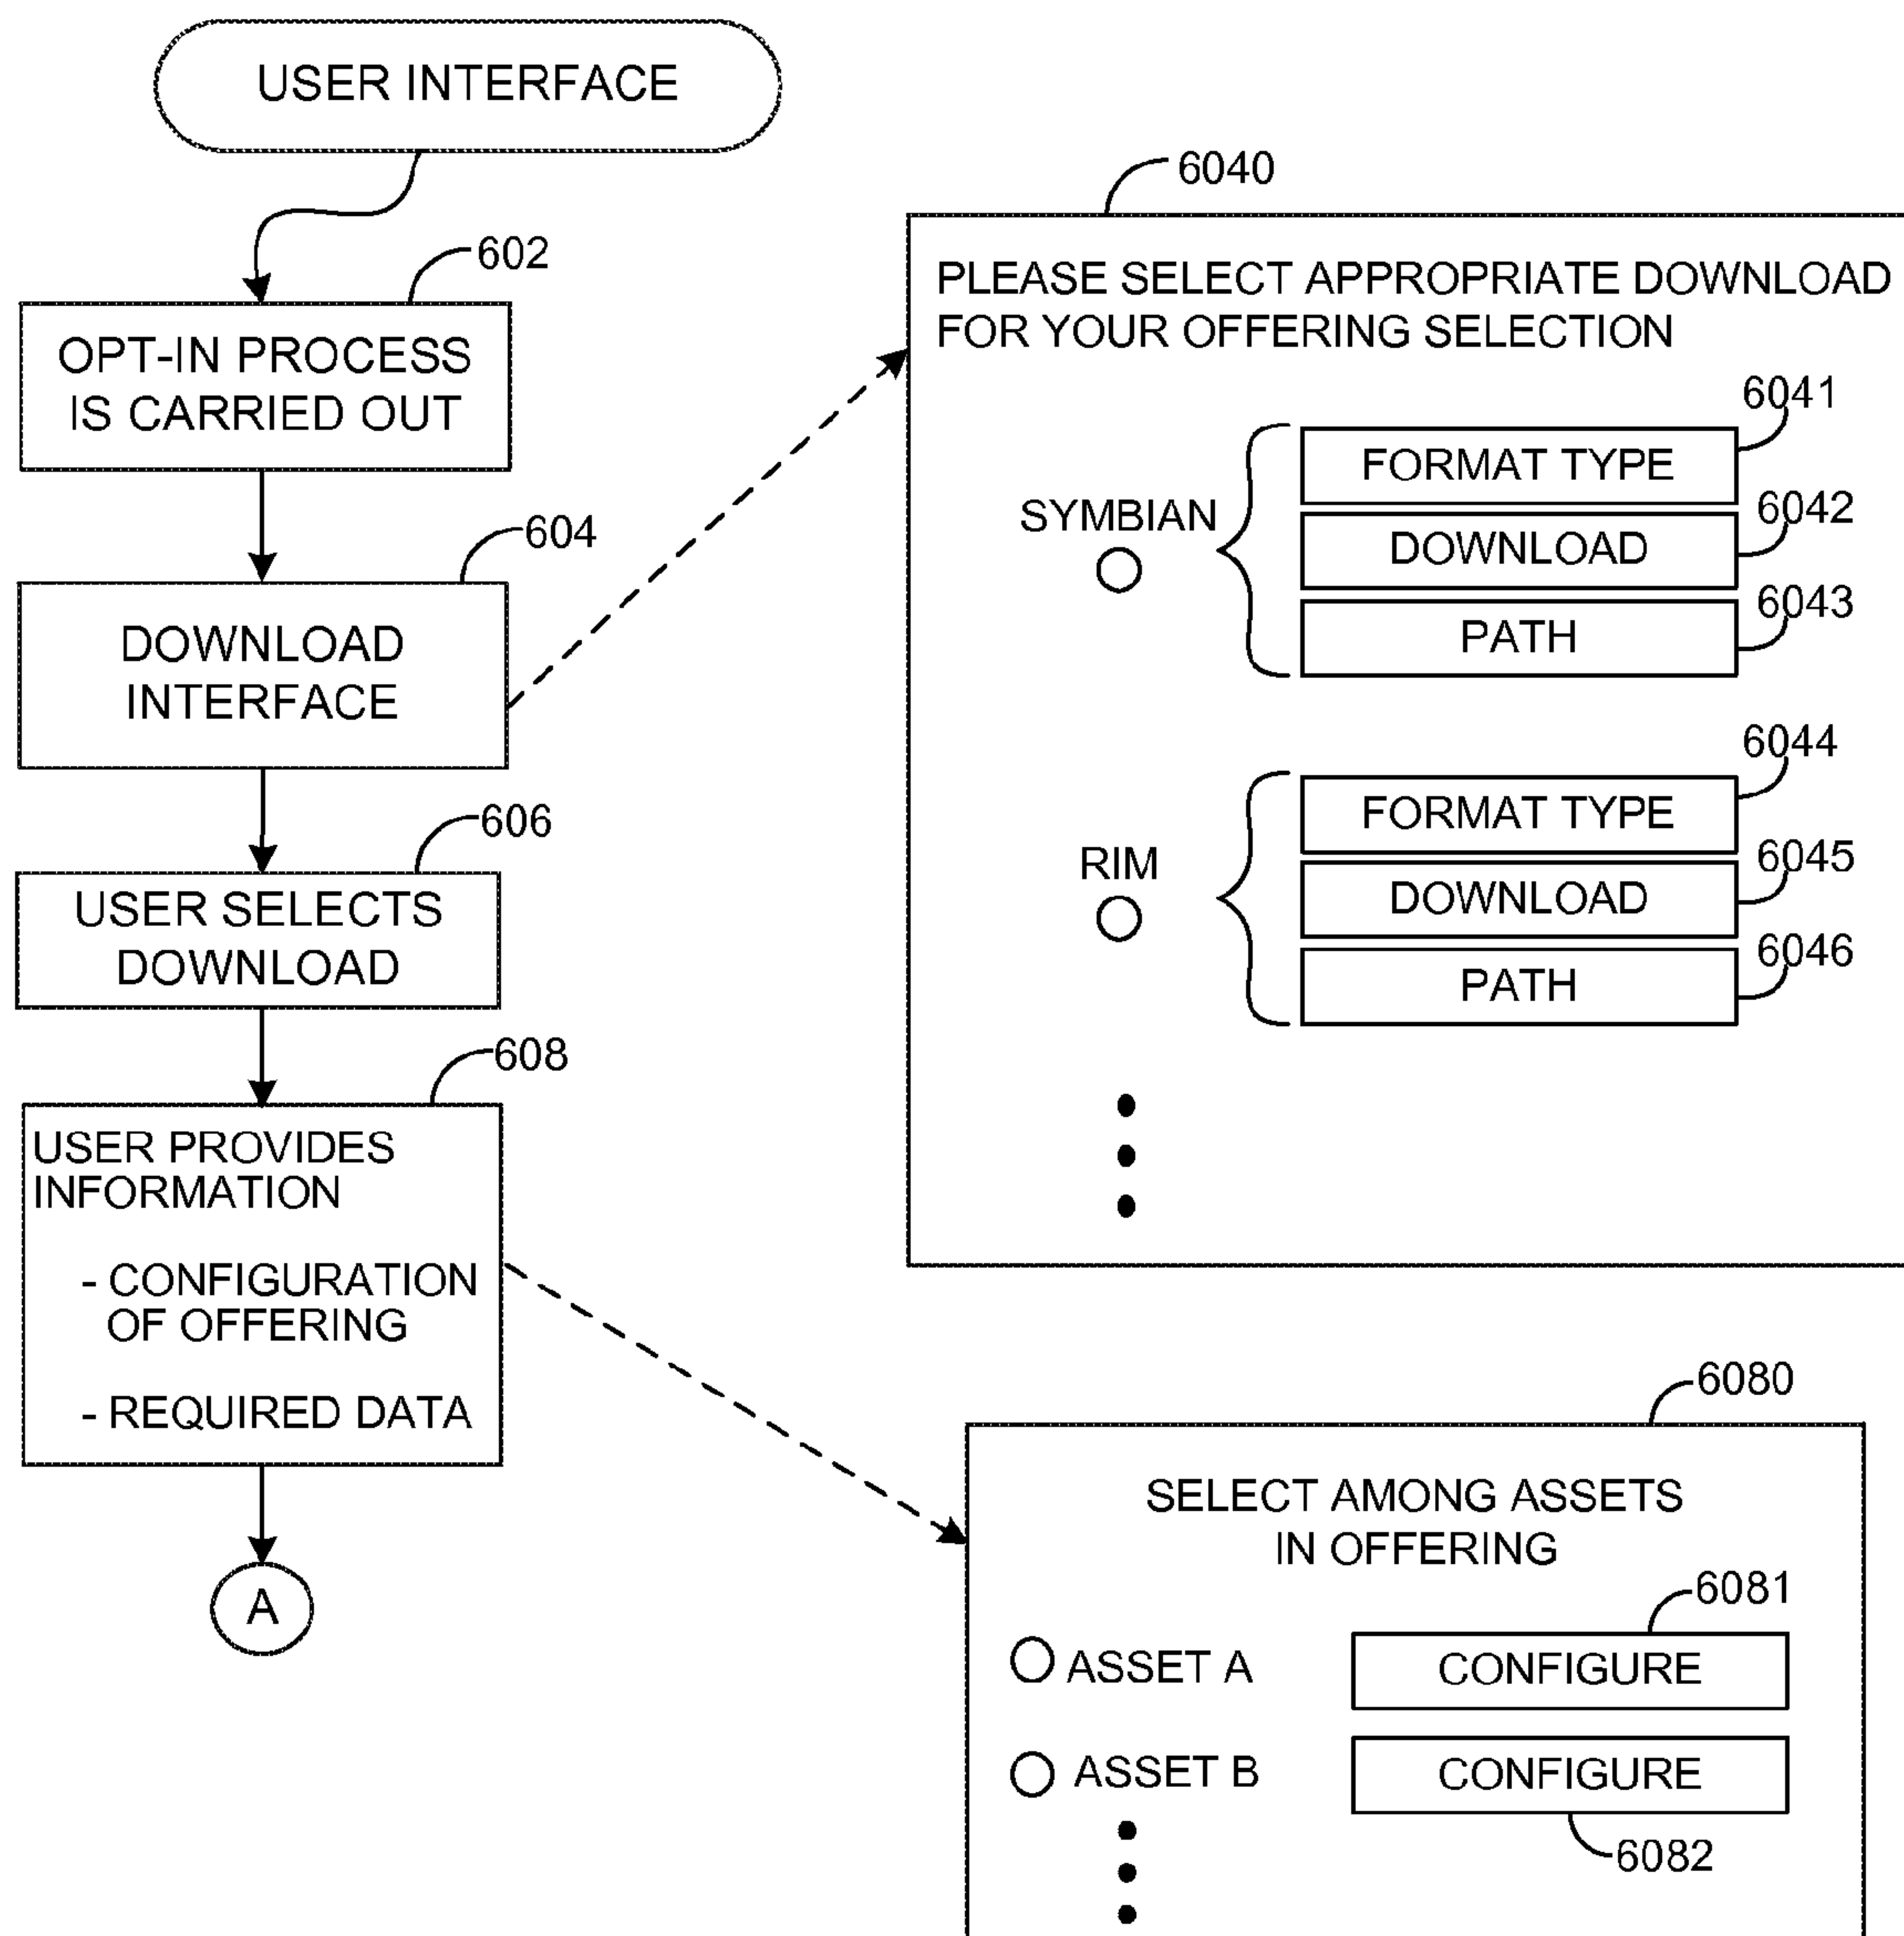 USER INTERFACE
602
OPT-IN PROCESS
IS CARRIED OUT
604
DOWNLOAD
INTERFACE
606
USER SELECTS
DOWNLOAD
608
USER PROVIDES
INFORMATION
- CONFIGURATION
OF OFFERING
- REQUIRED DATA
A
6040
PLEASE SELECT APPROPRIATE DOWNLOAD
FOR YOUR OFFERING SELECTION
SYMBIAN
6041
FORMAT TYPE
6042
DOWNLOAD
6043
PATH
RIM
6044
FORMAT TYPE
6045
DOWNLOAD
6046
PATH
6080
SELECT AMONG ASSETS
IN OFFERING
6081
ASSET A CONFIGURE
ASSET B CONFIGURE
6082